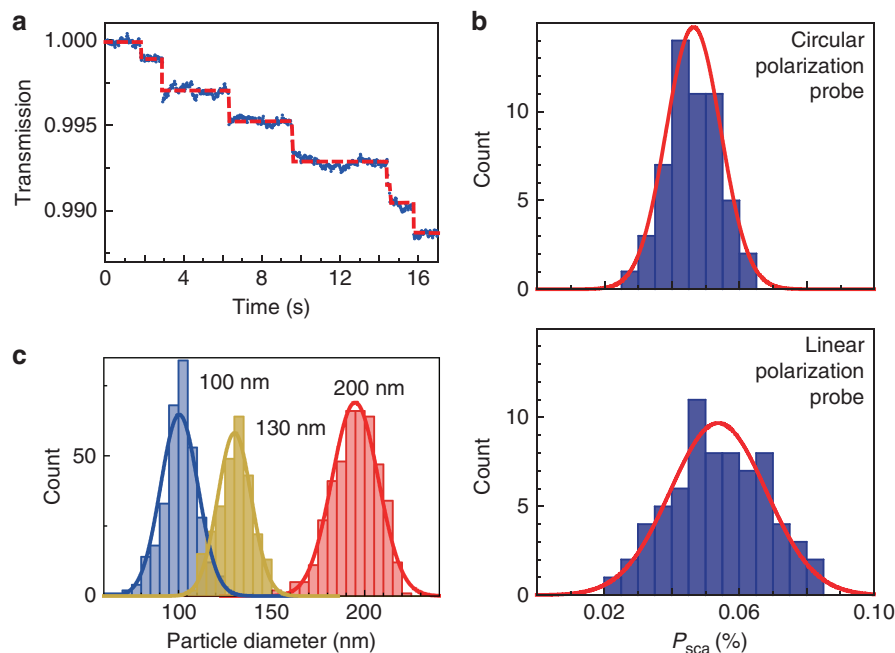 a
1.000
0.995
0.990
Transmission
0
4
8
12
16
Time (s)
b
Circular
polarization
probe
10
5
0
Count
Linear
polarization
probe
10
5
0
Count
0.02
0.06
0.10
P_sca (%)
c
100 nm
130 nm
200 nm
50
0
Count
100
150
200
Particle diameter (nm)